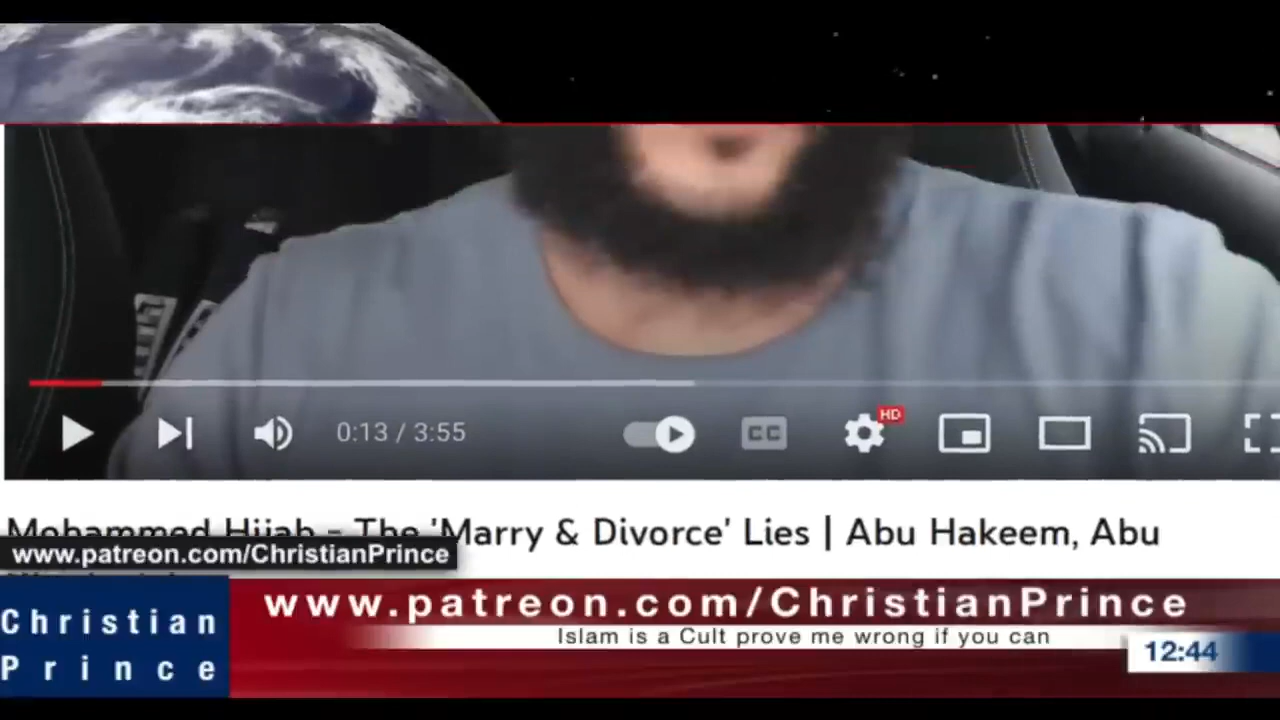 HD
0:13 / 3:55
CC
Mohammed Hijab - The 'Marry & Divorce' Lies | Abu Hakeem, Abu
www.patreon.com/ChristianPrince
www.patreon.com/ChristianPrince
Christian
Prince
Islam is a Cult prove me wrong if you can
12:44